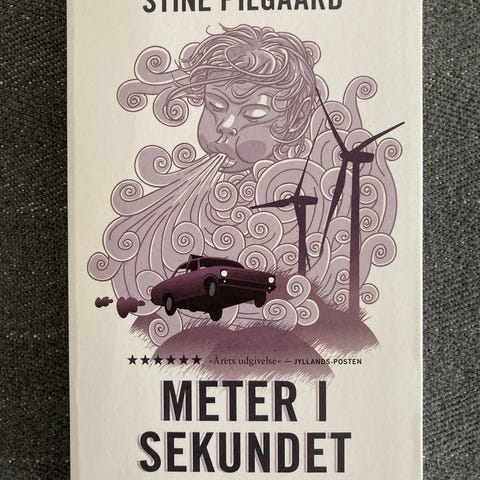 STINE PILGAARD
★★★★★★ »Årets udgivelse« — JYLLANDS-POSTEN
METER I
SEKUNDET